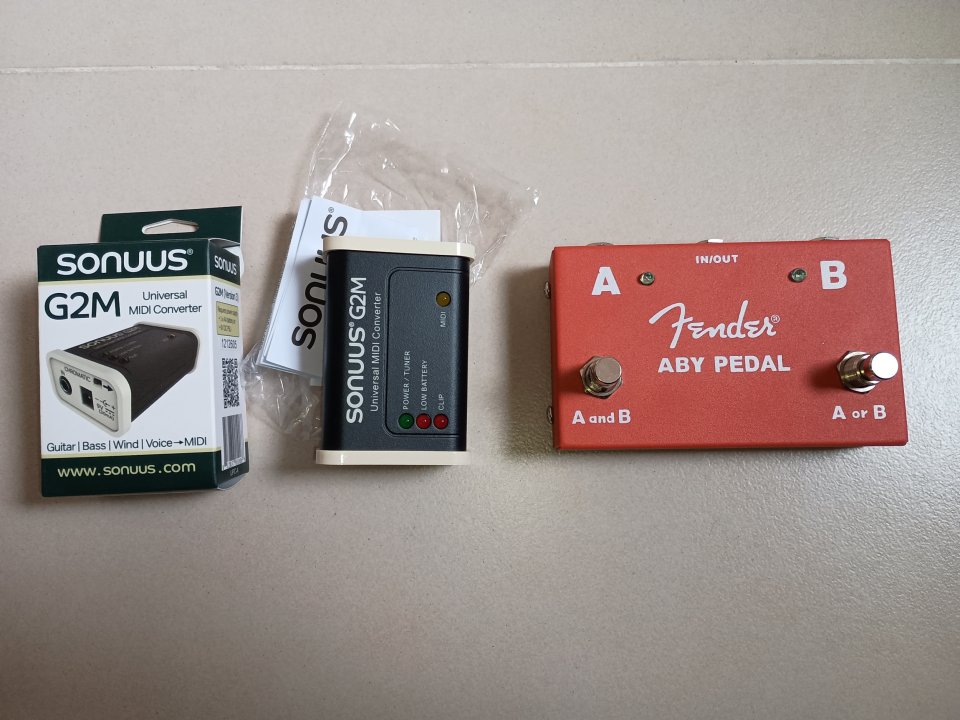 sonuus®
G2M
Universal
MIDI Converter
CHROMATIC
Guitar | Bass | Wind | Voice → MIDI
www.sonuus.com
sonuus
1212605
sonuus®
sonuus® G2M
Universal MIDI Converter
MIDI
POWER / TUNER
LOW BATTERY
CLIP
IN/OUT
A
B
Fender®
ABY PEDAL
A and B
A or B